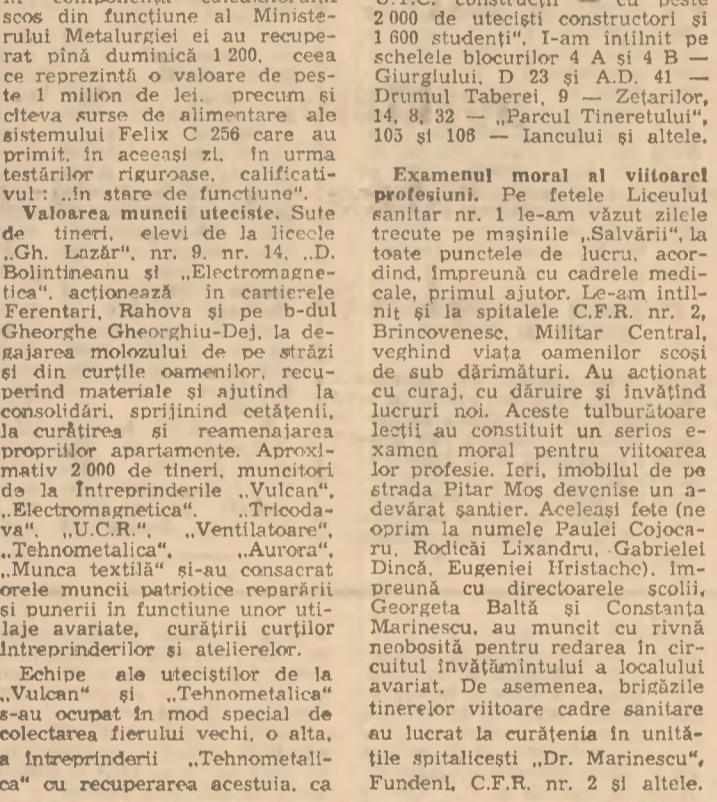 scos din funcțiune al Ministe-
rului Metalurgiei ei au recupe-
rat pînă duminică 1 200, ceea
ce reprezintă o valoare de pes-
te 1 milion de lei, precum și
cîteva surse de alimentare ale
sistemului Felix C 256 care au
primit, în aceeași zi, în urma
testărilor riguroase, calificati-
vul : „în stare de funcțiune“.
Valoarea muncii uteciste. Sute
de tineri, elevi de la liceele
„Gh. Lazăr“, nr. 9, nr. 14, „D.
Bolintineanu și „Electromagne-
tica“, acționează în cartierele
Ferentari, Rahova și pe b-dul
Gheorghe Gheorghiu-Dej, la de-
gajarea molozului de pe străzi
și din curțile oamenilor, recu-
perînd materiale și ajutînd la
consolidări, sprijinind cetățenii,
la curățirea și reamenajarea
propriilor apartamente. Aproxi-
mativ 2 000 de tineri, muncitori
de la Întreprinderile „Vulcan“,
„Electromagnetica“, „Tricoda-
va“, „U.C.R.“, „Ventilatoare“,
„Tehnometalica“, „Aurora“,
„Munca textilă“ și-au consacrat
orele muncii patriotice reparării
și punerii în funcțiune unor uti-
laje avariate, curățirii curților
întreprinderilor și atelierelor.
Echipe ale uteciștilor de la
„Vulcan“ și „Tehnometalica“
s-au ocupat în mod special de
colectarea fierului vechi, o alta,
a întreprinderii „Tehnometali-
ca“ cu recuperarea acestuia, ca
U.T.C. construcții — cu peste
2 000 de uteciști constructori și
1 600 studenți“. I-am întîlnit pe
schelele blocurilor 4 A și 4 B —
Giurgiului, D 23 și A.D. 41 —
Drumul Taberei, 9 — Zețarilor,
14, 8, 32 — „Parcul Tineretului“,
105 și 106 — Iancului și altele.
Examenul moral al viitoarei
profesiuni. Pe fetele Liceului
sanitar nr. 1 le-am văzut zilele
trecute pe mașinile „Salvării“, la
toate punctele de lucru, acor-
dînd, împreună cu cadrele medi-
cale, primul ajutor. Le-am întîl-
nit și la spitalele C.F.R. nr. 2,
Brîncovenesc, Militar Central,
veghind viața oamenilor scoși
de sub dărîmături. Au acționat
cu curaj, cu dăruire și învățînd
lucruri noi. Aceste tulburătoare
lecții au constituit un serios e-
xamen moral pentru viitoarea
lor profesie. Ieri, imobilul de pe
strada Pitar Moș devenise un a-
devărat șantier. Aceleași fete (ne
oprim la numele Paulei Cojoca-
ru, Rodicăi Lixandru, Gabrielei
Dincă, Eugeniei Hristache), îm-
preună cu directoarele școlii,
Georgeta Baltă și Constanța
Marinescu, au muncit cu rîvnă
neobosită pentru redarea în cir-
cuitul învățămîntului a localului
avariat. De asemenea, brigăzile
tinerelor viitoare cadre sanitare
au lucrat la curățenia în unită-
țile spitalicești „Dr. Marinescu“,
Fundeni, C.F.R. nr. 2 și altele.